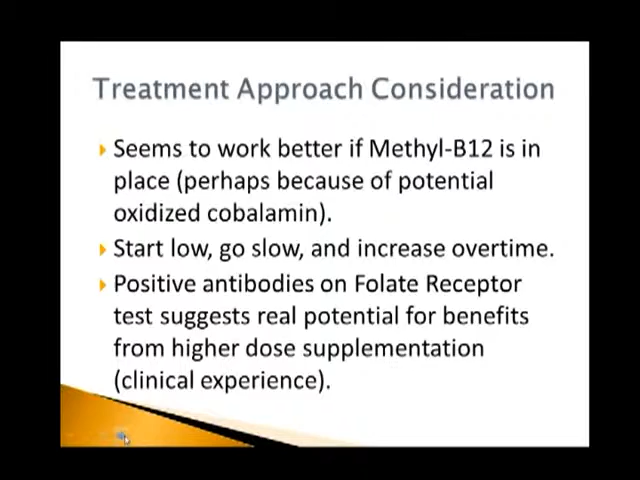 Treatment Approach Consideration
Seems to work better if Methyl-B12 is in
place (perhaps because of potential
oxidized cobalamin).
Start low, go slow, and increase overtime.
Positive antibodies on Folate Receptor
test suggests real potential for benefits
from higher dose supplementation
(clinical experience).